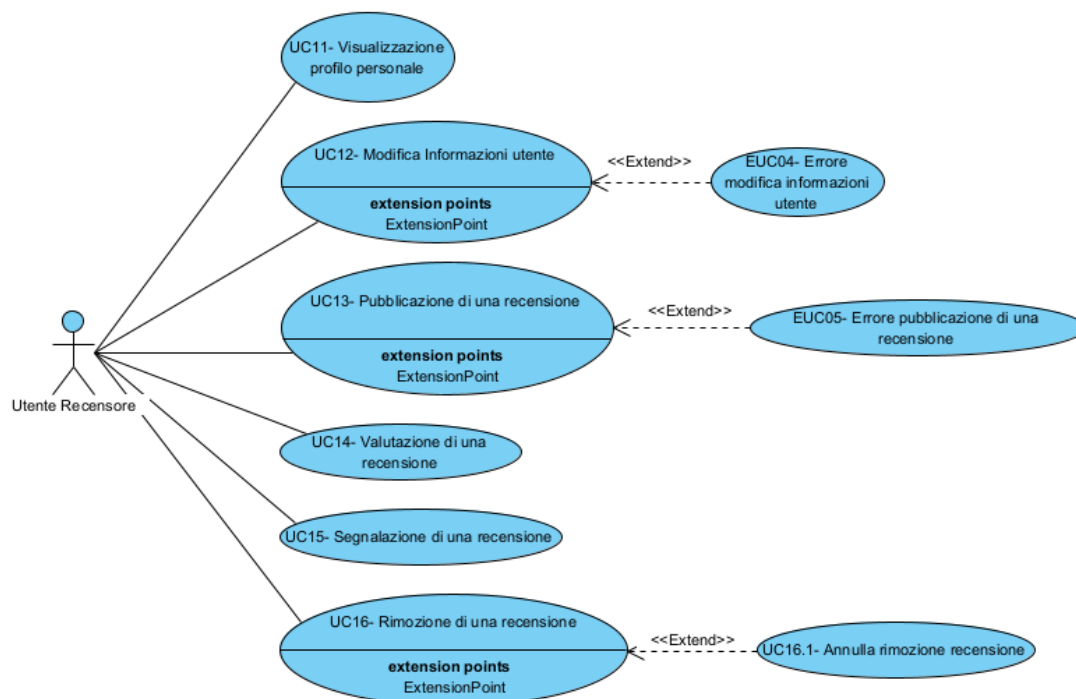 UC11- Visualizzazione
profilo personale
UC12- Modifica Informazioni utente
extension points
ExtensionPoint
<<Extend>>
EUC04- Errore
modifica informazioni
utente
UC13- Pubblicazione di una recensione
extension points
ExtensionPoint
<<Extend>>
EUC05- Errore pubblicazione di una
recensione
Utente Recensore
UC14- Valutazione di una
recensione
UC15- Segnalazione di una recensione
UC16- Rimozione di una recensione
extension points
ExtensionPoint
<<Extend>>
UC16.1- Annulla rimozione recensione